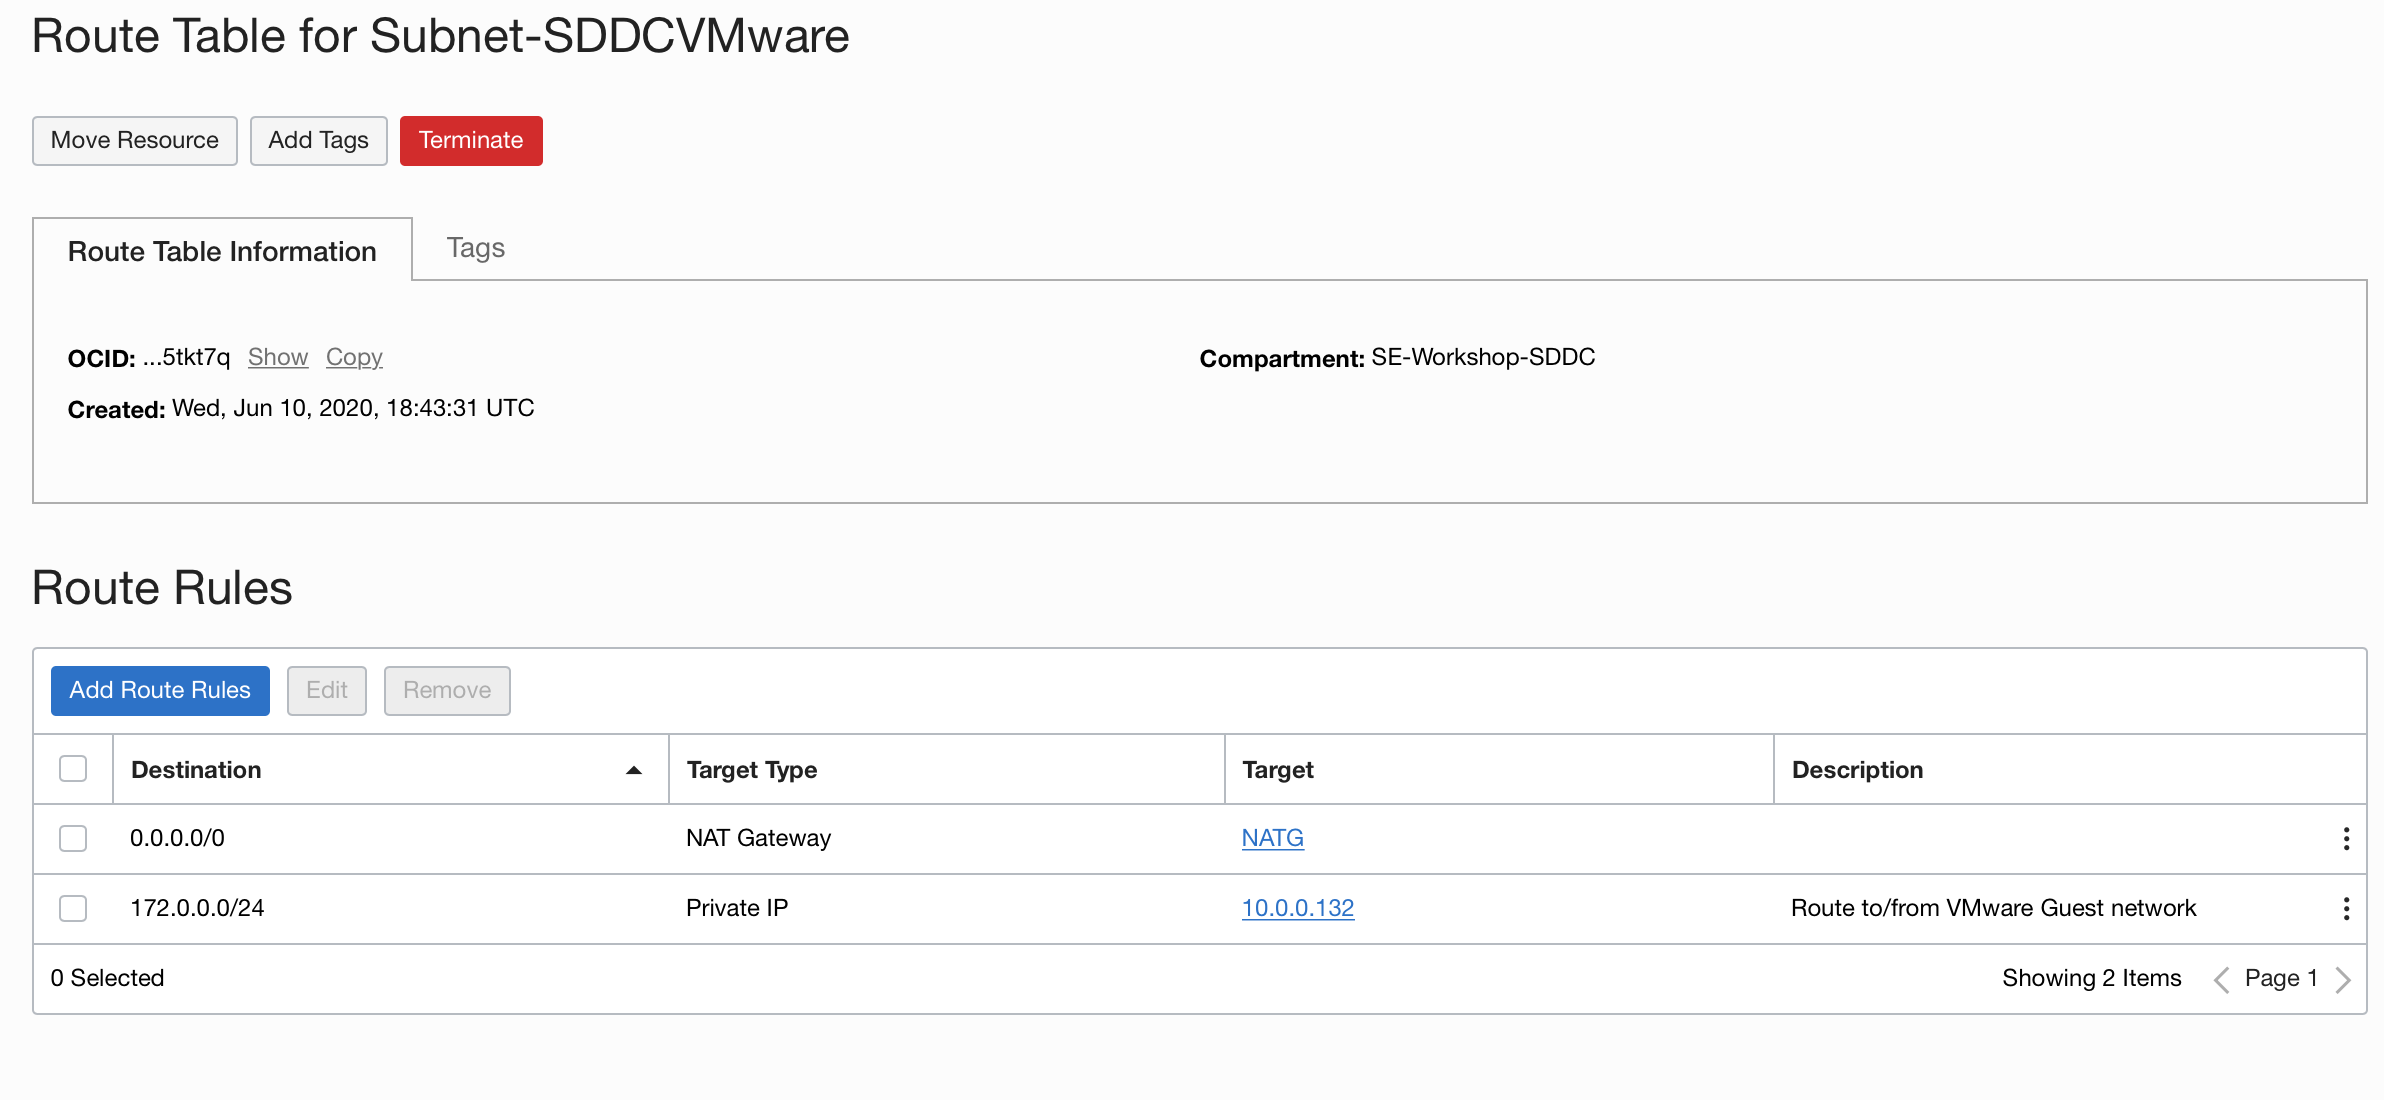 Route Table for Subnet-SDDCVMware
Move Resource Add Tags Terminate
Route Table Information Tags
OCID: ...5tkt7q Show Copy Compartment: SE-Workshop-SDDC
Created: Wed, Jun 10, 2020, 18:43:31 UTC
Route Rules
Add Route Rules Edit Remove
Destination Target Type Target Description
0.0.0.0/0 NAT Gateway NATG
172.0.0.0/24 Private IP 10.0.0.132 Route to/from VMware Guest network
0 Selected Showing 2 Items Page 1